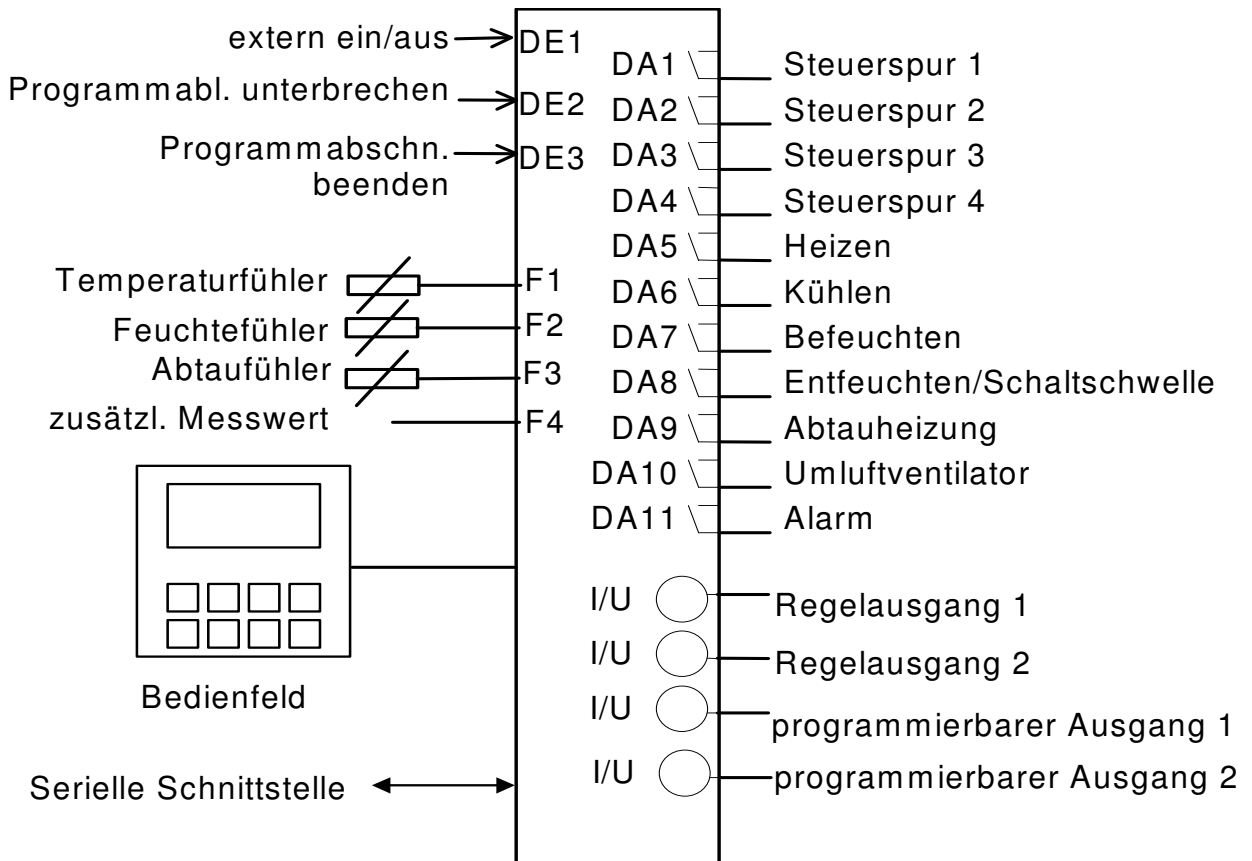 extern ein/aus
DE1
Programmabl. unterbrechen
DE2
Programmabschn.
beenden
DE3
Temperaturfühler
F1
Feuchtefühler
F2
Abtaufühler
F3
zusätzl. Messwert
F4
Bedienfeld
Serielle Schnittstelle
DA1 Steuerspur 1
DA2 Steuerspur 2
DA3 Steuerspur 3
DA4 Steuerspur 4
DA5 Heizen
DA6 Kühlen
DA7 Befeuchten
DA8 Entfeuchten/Schaltschwelle
DA9 Abtauheizung
DA10 Umluftventilator
DA11 Alarm
I/U Regelausgang 1
I/U Regelausgang 2
I/U programmierbarer Ausgang 1
I/U programmierbarer Ausgang 2